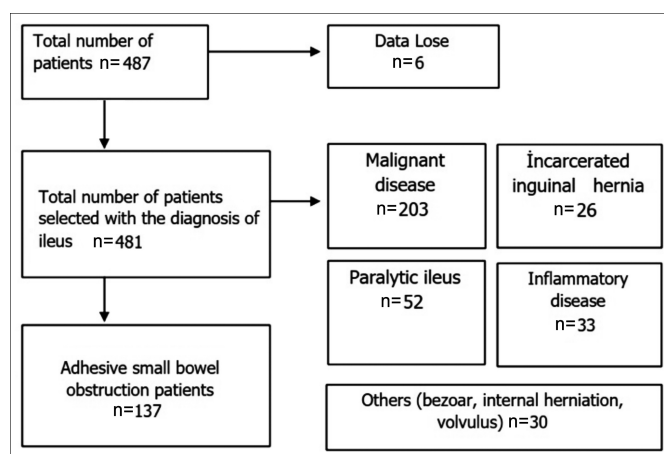 Total number of
patients n=487
Data Lose
n=6
Total number of patients
selected with the diagnosis of
ileus n=481
Malignant
disease
n=203
İncarcerated
inguinal hernia
n=26
Paralytic ileus
n=52
Inflammatory
disease
n=33
Adhesive small bowel
obstruction patients
n=137
Others (bezoar, internal herniation,
volvulus) n=30